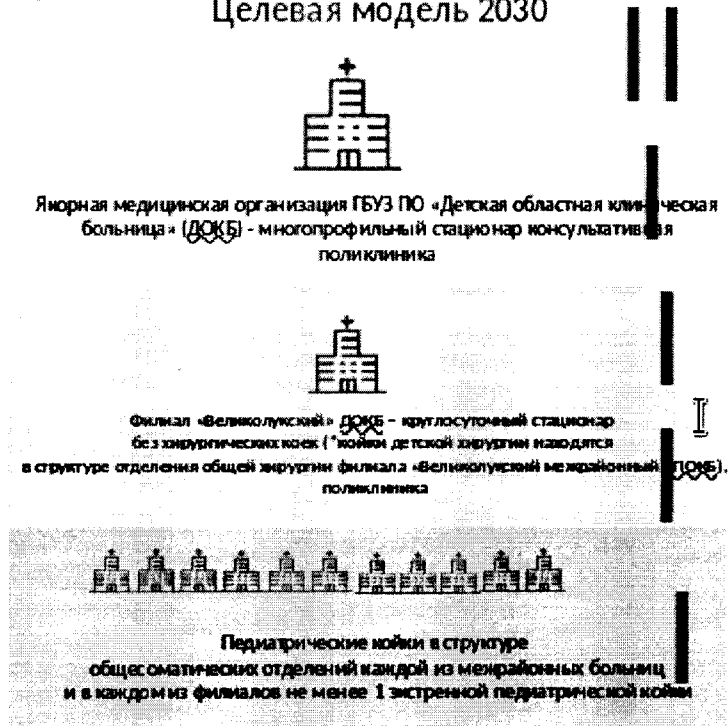 Целевая модель 2030
Якорная медицинская организация ГБУЗ ПО «Детская областная клиническая
больница» (ДОКБ) - многопрофильный стационар консультативная
поликлиника
Филиал «Великолукский» ДОКБ – круглосуточный стационар
без хирургических коек (*койки детской хирургии находятся
в структуре отделения общей хирургии филиала «Великолукский межрайонный» ПОКБ).
поликлиника
Педиатрические койки в структуре
общесоматических отделений каждой из межрайонных больниц
и в каждом из филиалов не менее 1 экстренной педиатрической койки